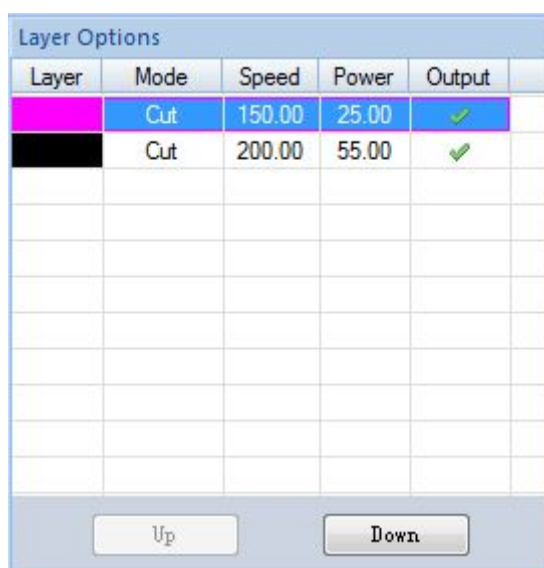 Layer Options
Layer Mode Speed Power Output
Cut 150.00 25.00
Cut 200.00 55.00
Up Down